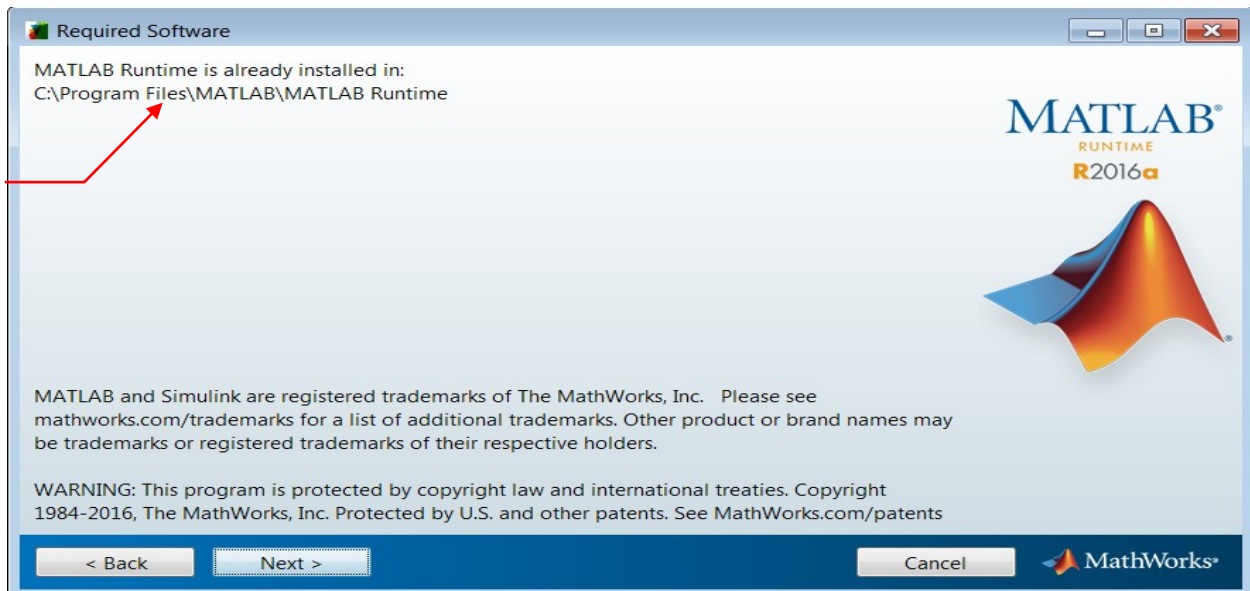 Required Software
MATLAB Runtime is already installed in:
C:\Program Files\MATLAB\MATLAB Runtime
MATLAB®
RUNTIME
R2016a
MATLAB and Simulink are registered trademarks of The MathWorks, Inc.   Please see
mathworks.com/trademarks for a list of additional trademarks. Other product or brand names may
be trademarks or registered trademarks of their respective holders.
WARNING: This program is protected by copyright law and international treaties. Copyright
1984-2016, The MathWorks, Inc. Protected by U.S. and other patents. See MathWorks.com/patents
< Back
Next >
Cancel
MathWorks®